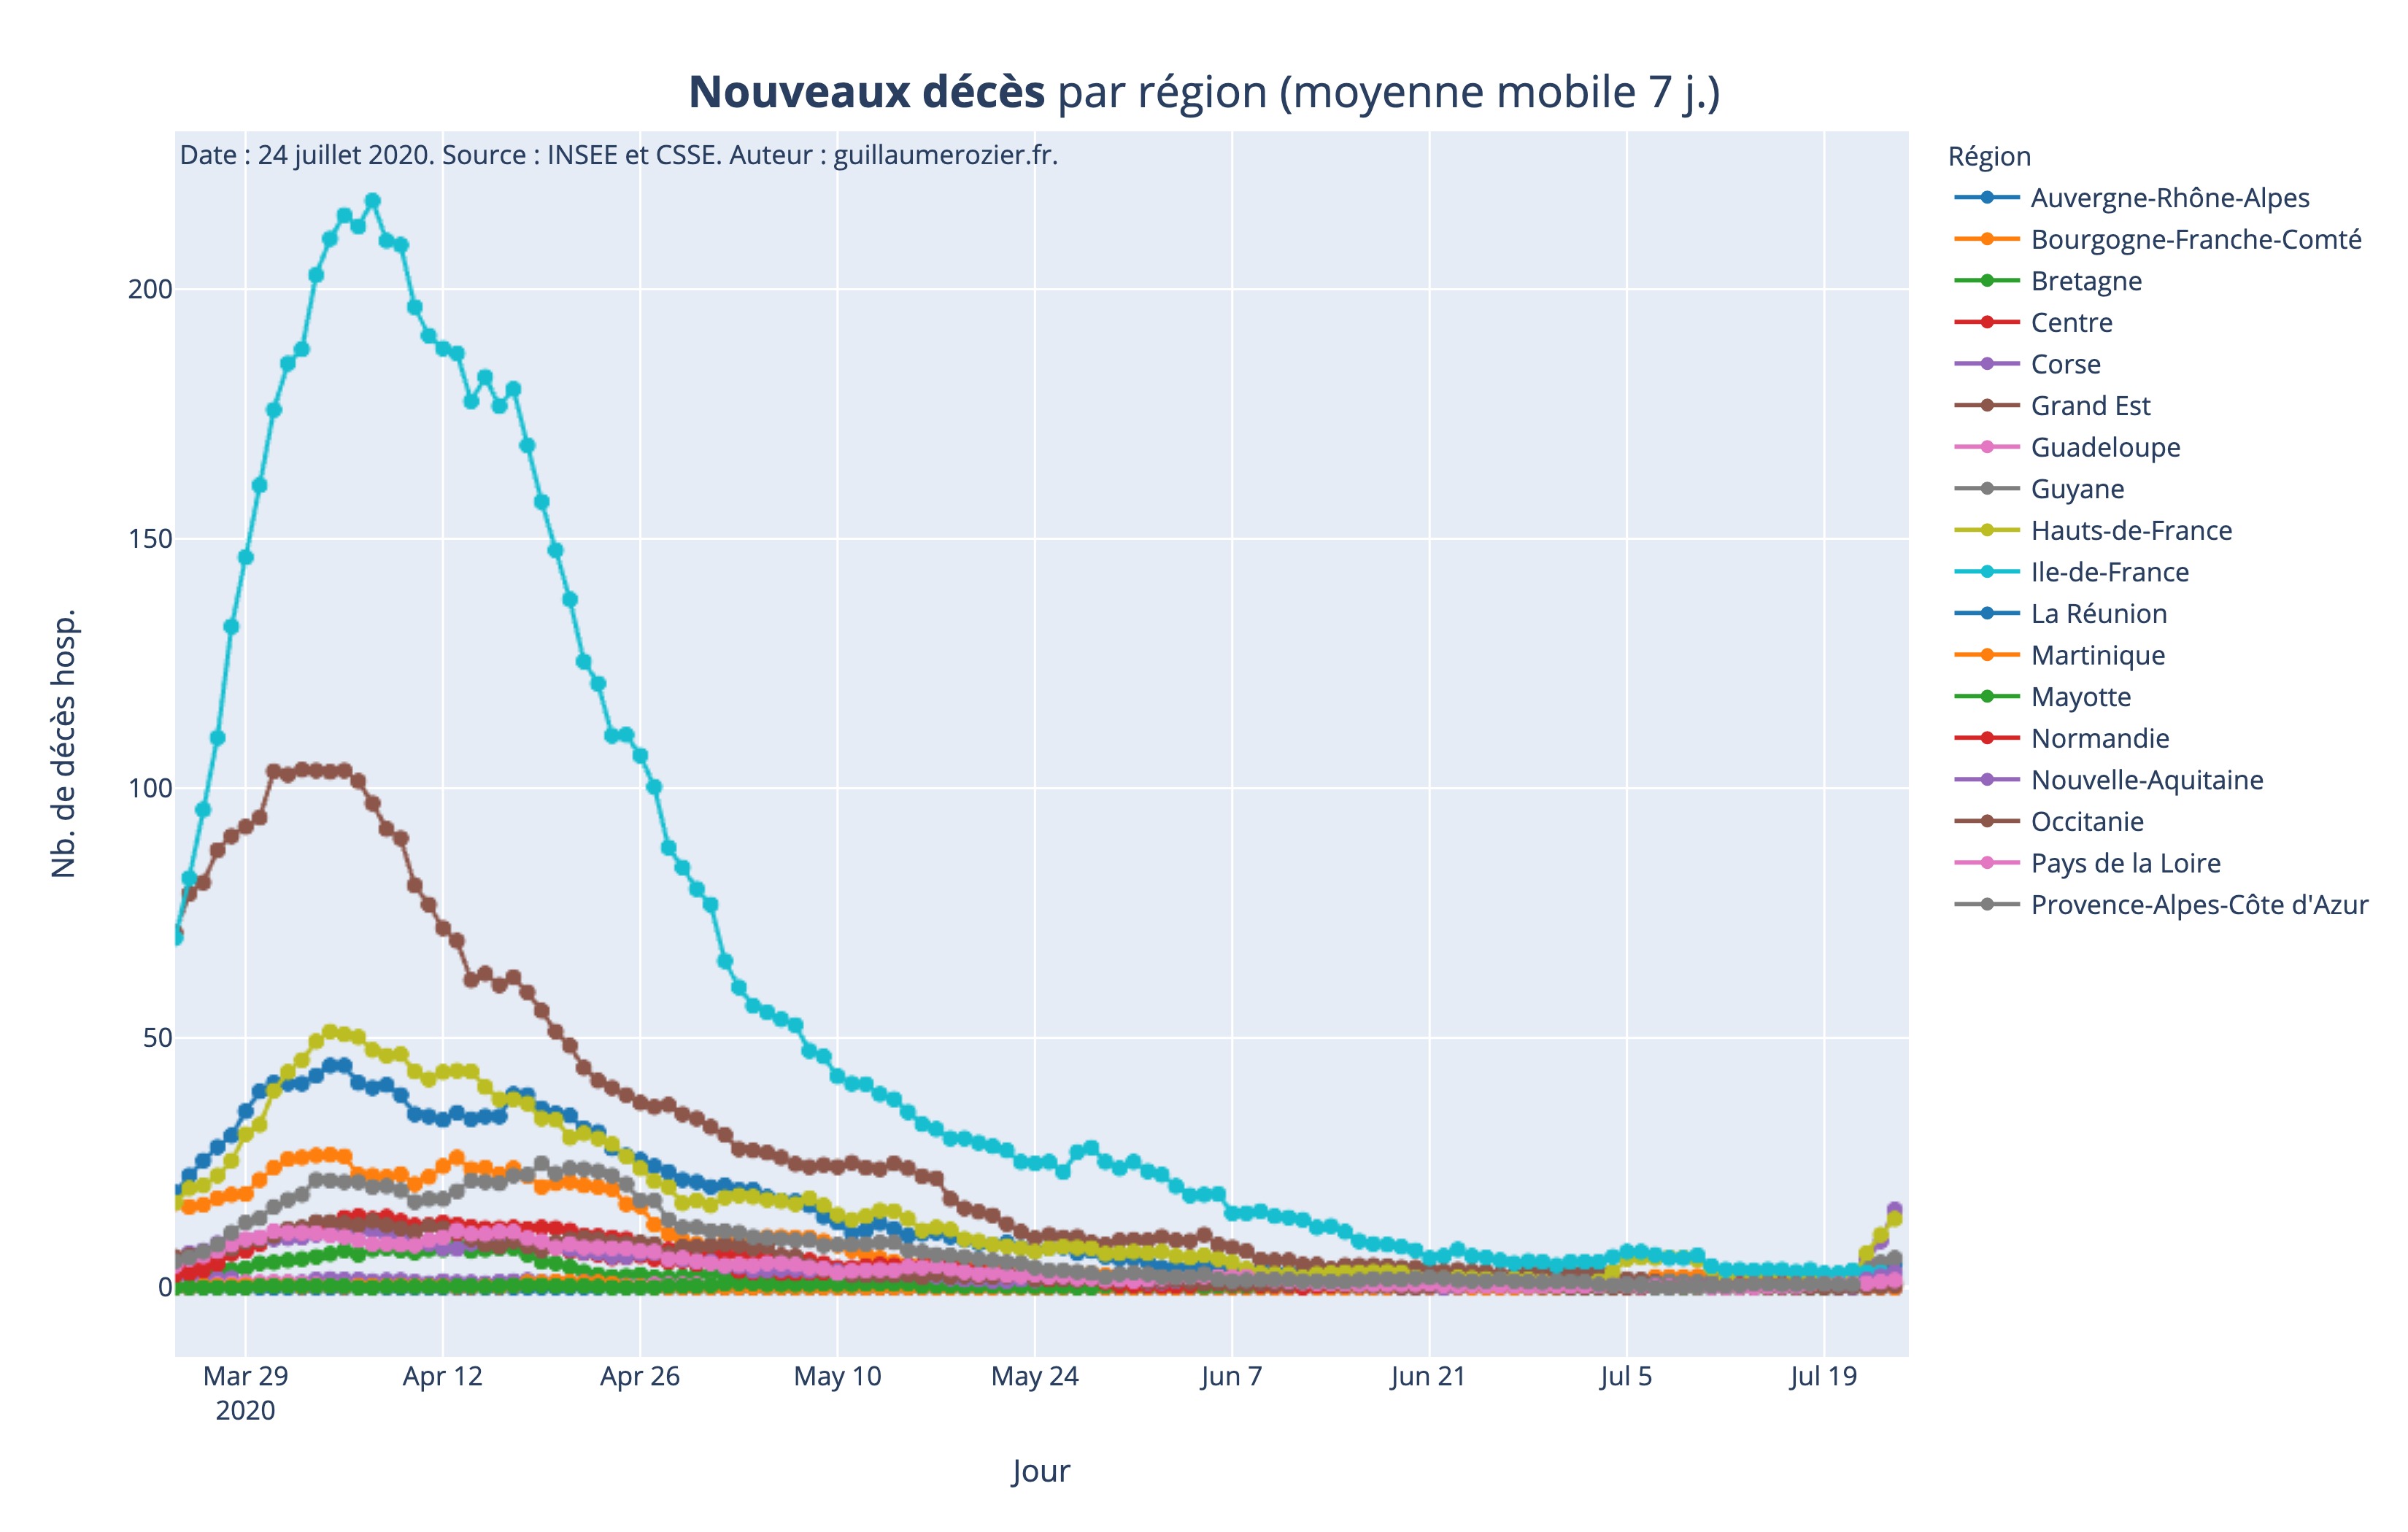 Nouveaux décès par région (moyenne mobile 7 j.)
Date : 24 juillet 2020. Source : INSEE et CSSE. Auteur : guillaumerozier.fr.
Nb. de décès hosp.
200
150
100
50
0
Mar 29 Apr 12 Apr 26 May 10 May 24 Jun 7 Jun 21 Jul 5 Jul 19
2020
Jour
Région
Auvergne-Rhône-Alpes
Bourgogne-Franche-Comté
Bretagne
Centre
Corse
Grand Est
Guadeloupe
Guyane
Hauts-de-France
Ile-de-France
La Réunion
Martinique
Mayotte
Normandie
Nouvelle-Aquitaine
Occitanie
Pays de la Loire
Provence-Alpes-Côte d'Azur